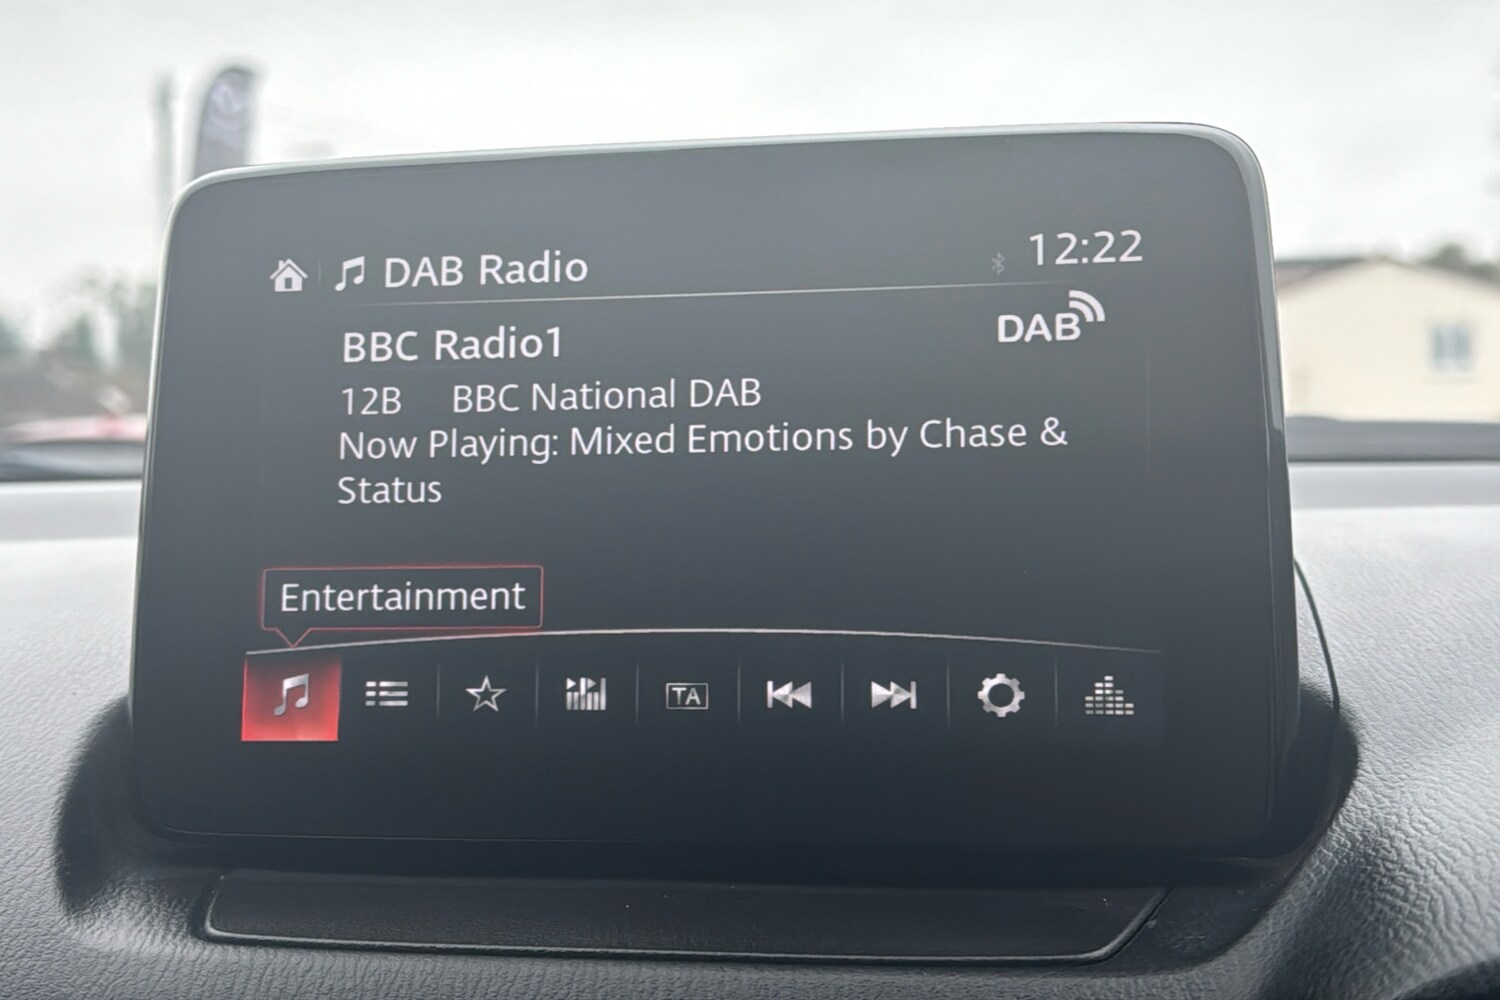 DAB Radio
12:22
BBC Radio1
DAB
12B BBC National DAB
Now Playing: Mixed Emotions by Chase &
Status
Entertainment
TA